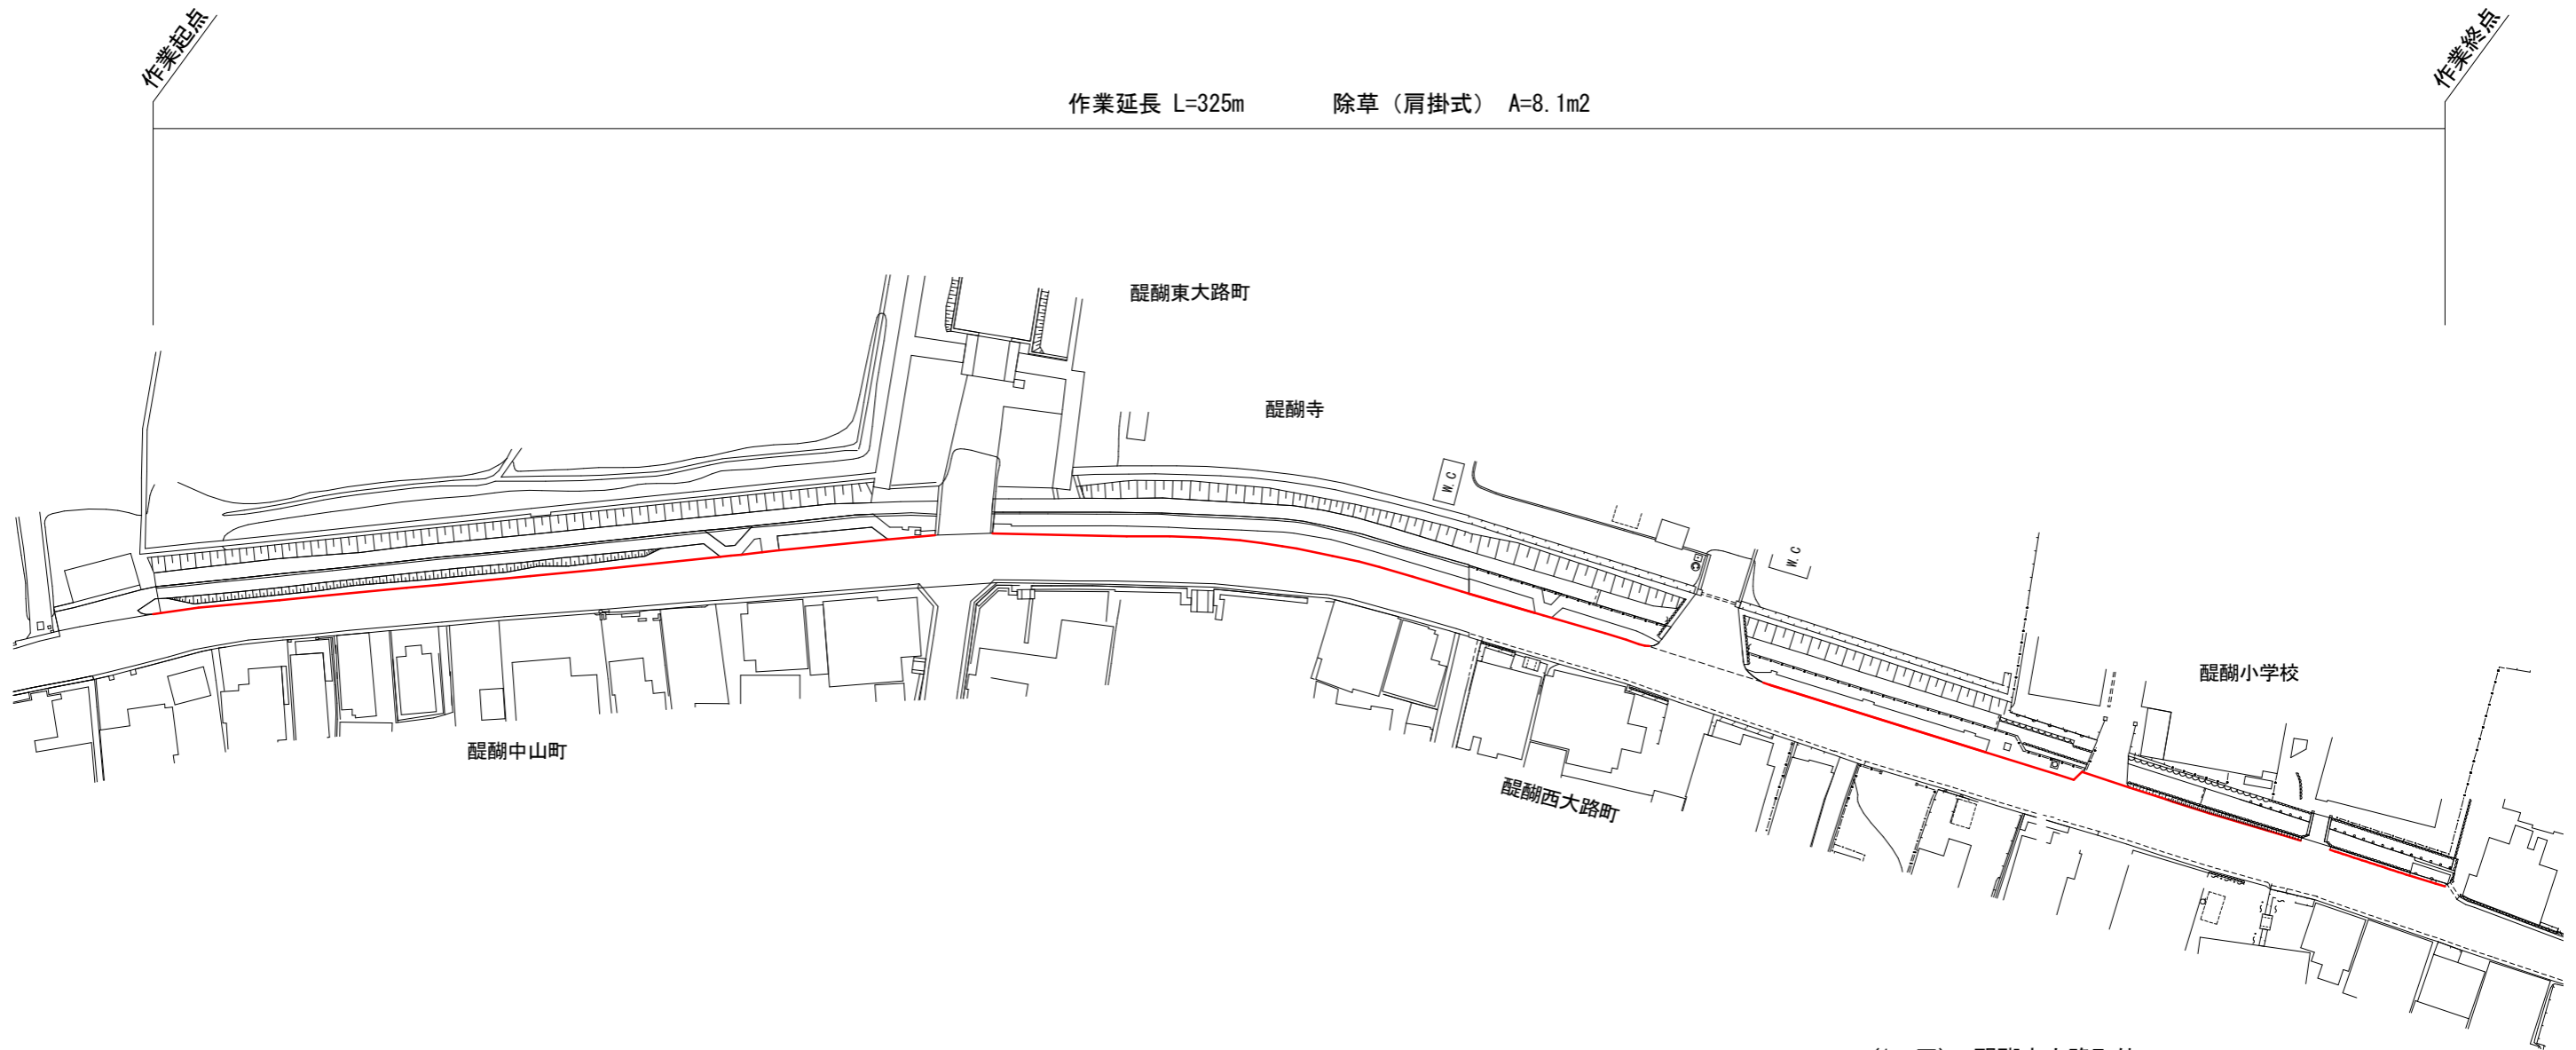 作業起点
作業終点
作業延長 L=325m 除草（肩掛式） A=8.1m2
醍醐東大路町
醍醐寺
W.C
W.C
醍醐小学校
醍醐中山町
醍醐西大路町